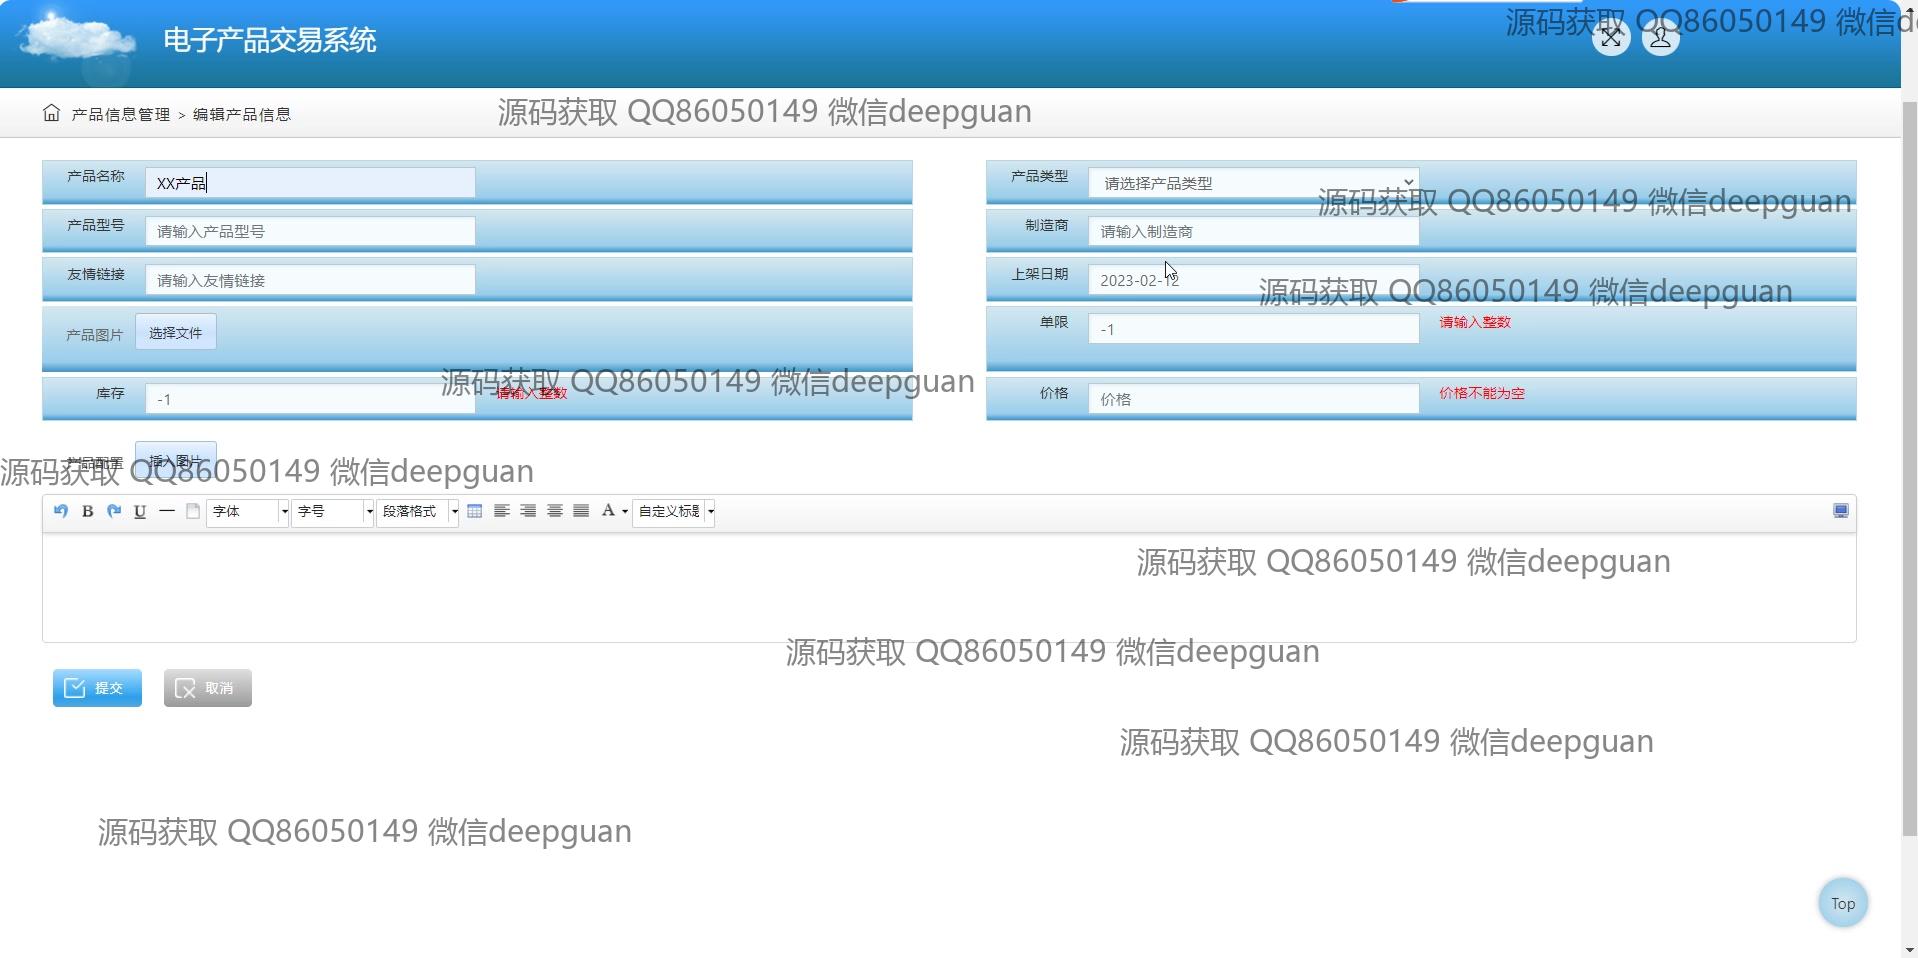 电子产品交易系统
源码获取 QQ86050149 微信d
产品信息管理 > 编辑产品信息
源码获取 QQ86050149 微信deepguan
产品名称 XX产品
产品类型 请选择产品类型
源码获取 QQ86050149 微信deepguan
产品型号 请输入产品型号
制造商 请输入制造商
友情链接 请输入友情链接
上架日期 2023-02-12
源码获取 QQ86050149 微信deepguan
产品图片 选择文件
单限 -1 请输入整数
库存 -1 请输入整数
源码获取 QQ86050149 微信deepguan
价格 价格 价格不能为空
产品配置 插入图片
源码获取 QQ86050149 微信deepguan
B U 字体 字号 段落格式 A 自定义标题
源码获取 QQ86050149 微信deepguan
源码获取 QQ86050149 微信deepguan
提交 取消
源码获取 QQ86050149 微信deepguan
源码获取 QQ86050149 微信deepguan
Top